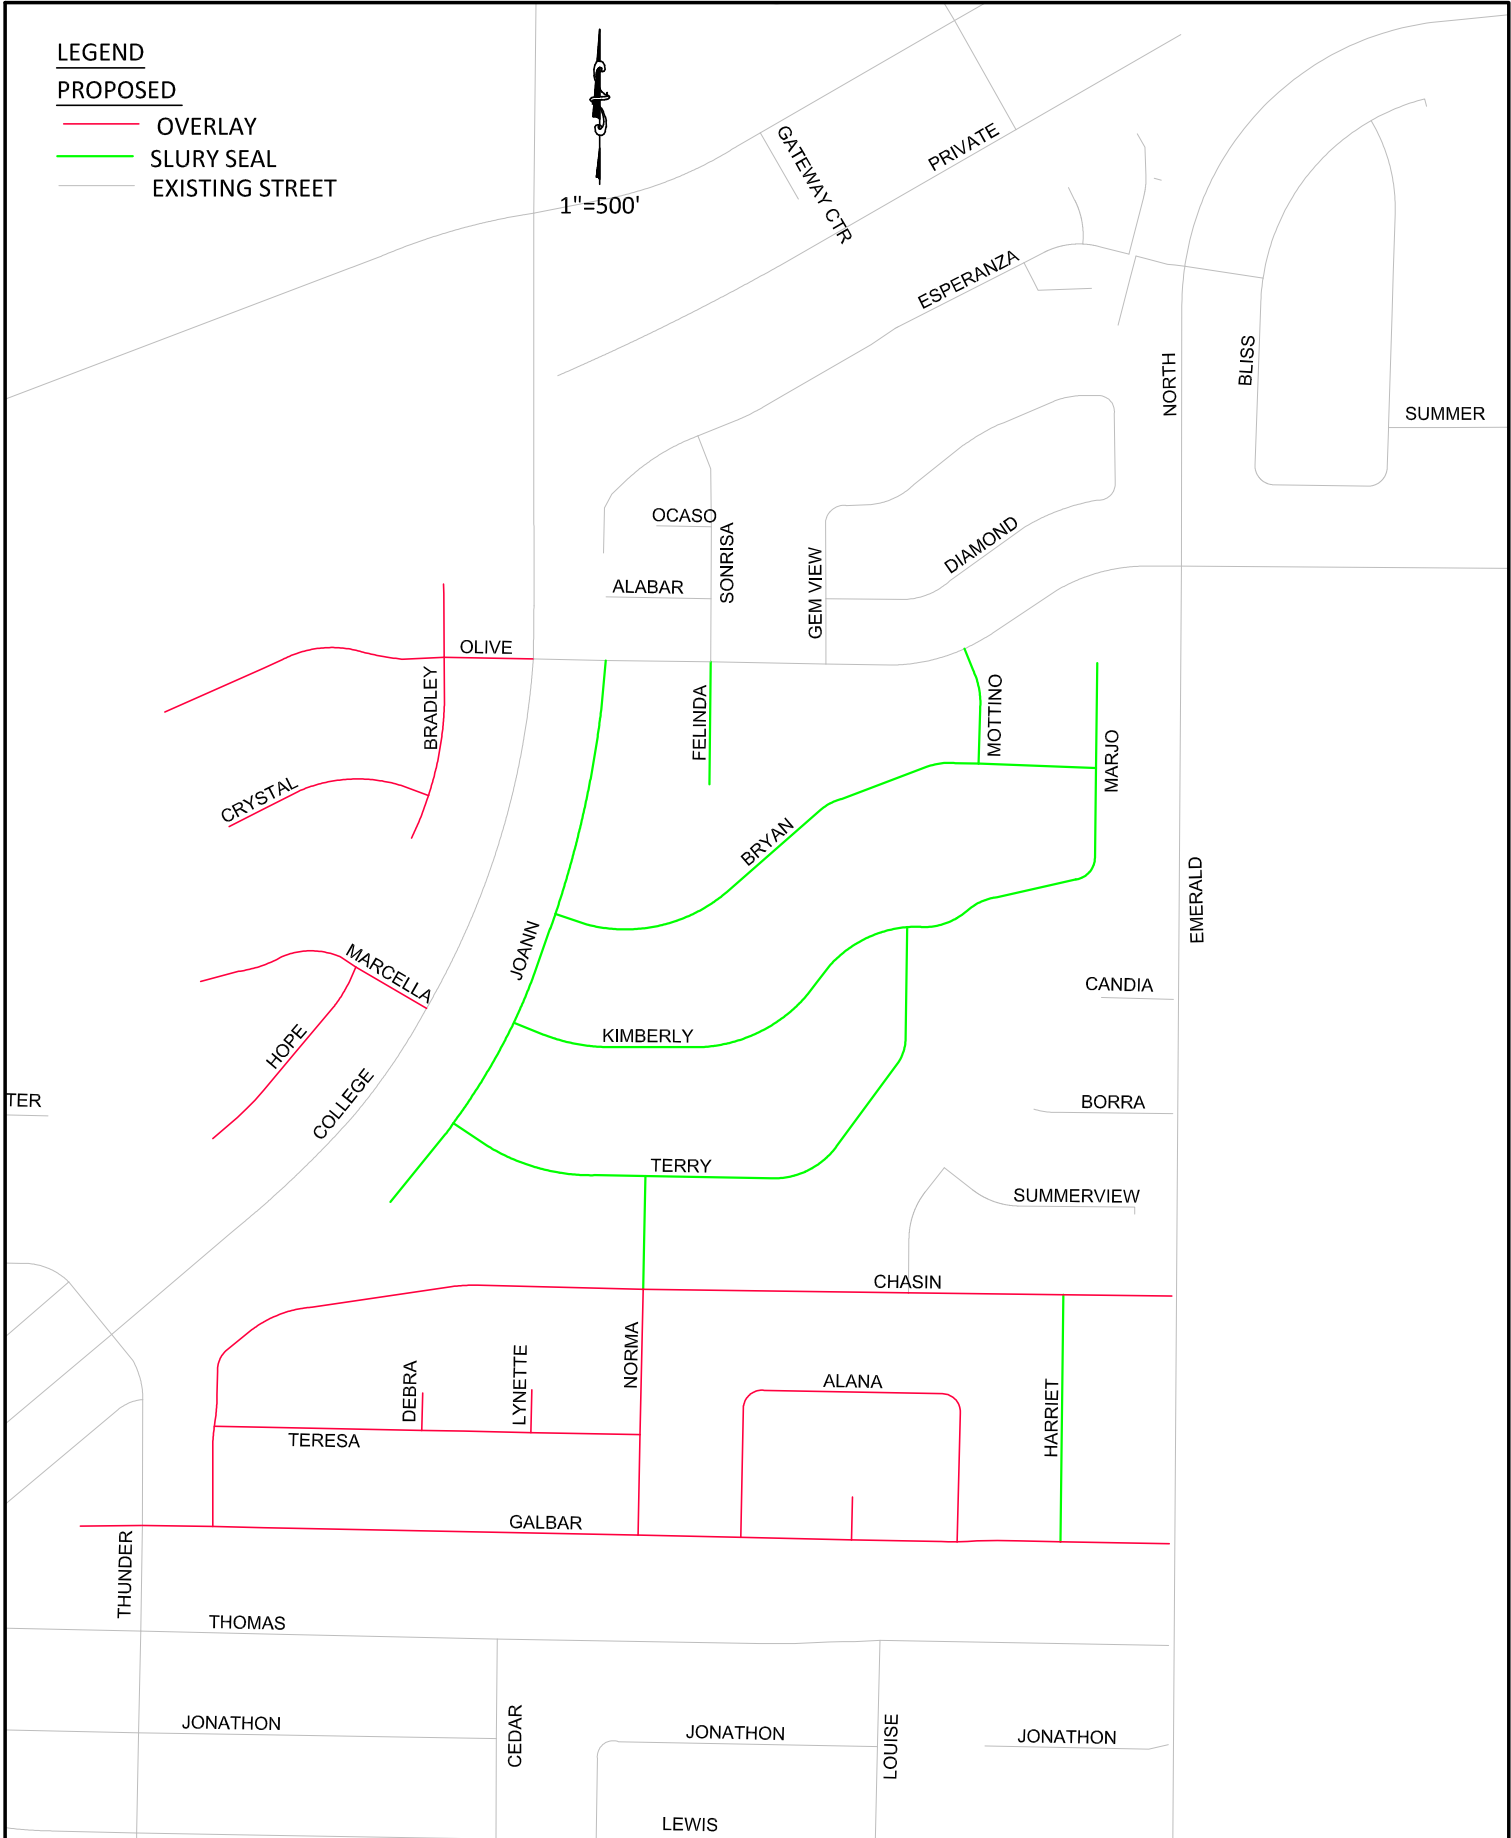 LEGEND
PROPOSED
OVERLAY
SLURY SEAL
EXISTING STREET
1"=500'
GATEWAY CTR
PRIVATE
ESPERANZA
NORTH
BLISS
SUMMER
OCASO
SONRISA
ALABAR
GEM VIEW
DIAMOND
OLIVE
BRADLEY
FELINDA
MOTTINO
MARJO
CRYSTAL
BRYAN
EMERALD
JOANN
MARCELLA
CANDIA
HOPE
KIMBERLY
COLLEGE
TER
BORRA
TERRY
SUMMERVIEW
CHASIN
NORMA
DEBRA
LYNETTE
ALANA
HARRIET
TERESA
GALBAR
THUNDER
THOMAS
JONATHON
CEDAR
JONATHON
LOUISE
JONATHON
LEWIS